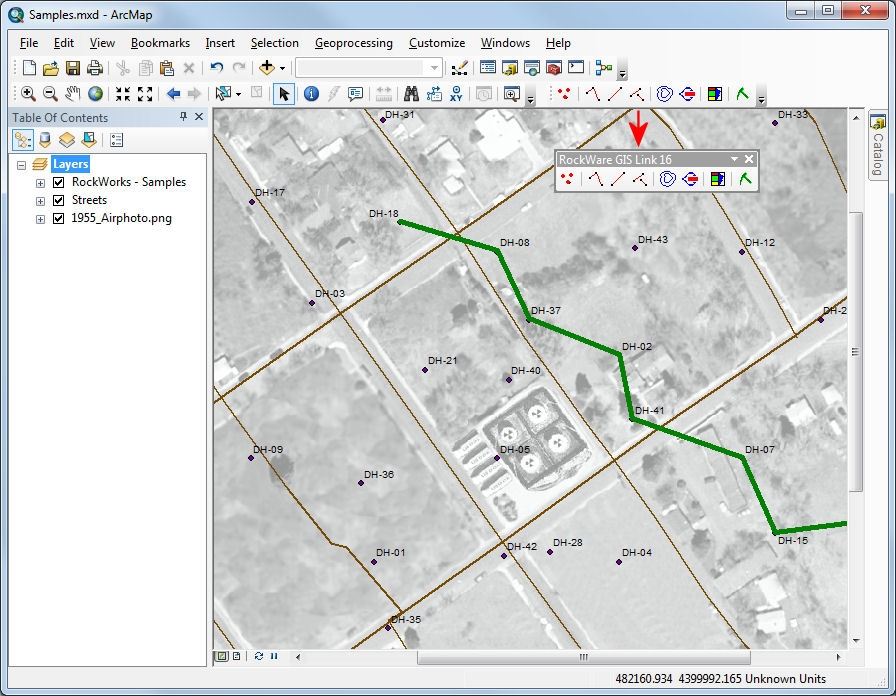 Samples.mxd - ArcMap
File Edit View Bookmarks Insert Selection Geoprocessing Customize Windows Help
Table Of Contents
Layers
RockWorks - Samples
Streets
1955_Airphoto.png
Catalog
RockWare GIS Link 16
DH-31
DH-33
DH-17
DH-18
DH-08
DH-43
DH-12
DH-03
DH-37
DH-2
DH-02
DH-21
DH-40
DH-41
DH-09
DH-05
DH-07
DH-36
DH-15
DH-42
DH-28
DH-01
DH-04
DH-35
482160.934 4399992.165 Unknown Units